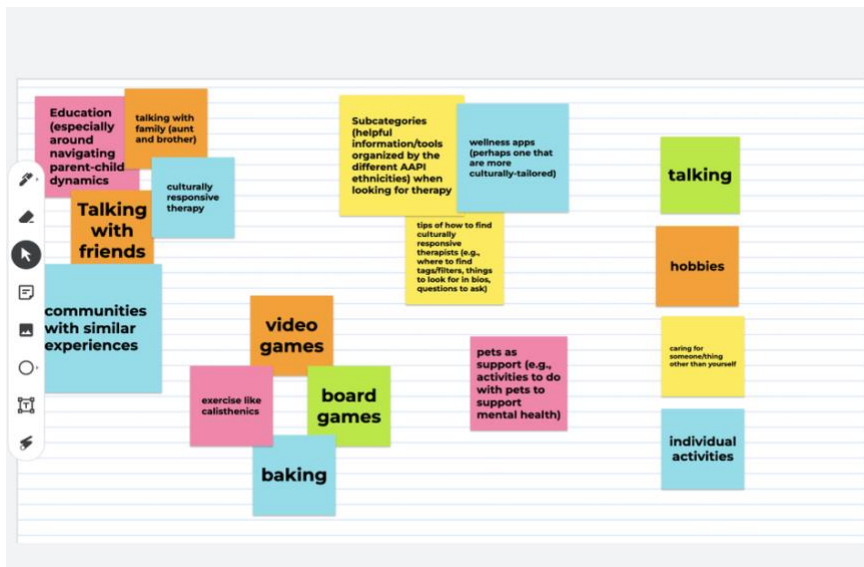 Education
(especially
around
navigating
parent-child
dynamics
talking with
family (aunt
and brother)
culturally
responsive
therapy
Talking
with
friends
communities
with similar
experiences
video
games
exercise like
calisthenics
board
games
baking
Subcategories
(helpful
information/tools
organized by the
different AAPI
ethnicities) when
looking for therapy
wellness apps
(perhaps one that
are more
culturally-tailored)
tips of how to find
culturally
responsive
therapists (e.g.,
where to find
tags/filters, things
to look for in bios,
questions to ask)
pets as
support (e.g.,
activities to do
with pets to
support
mental health)
talking
hobbies
caring for
someone/thing
other than yourself
individual
activities